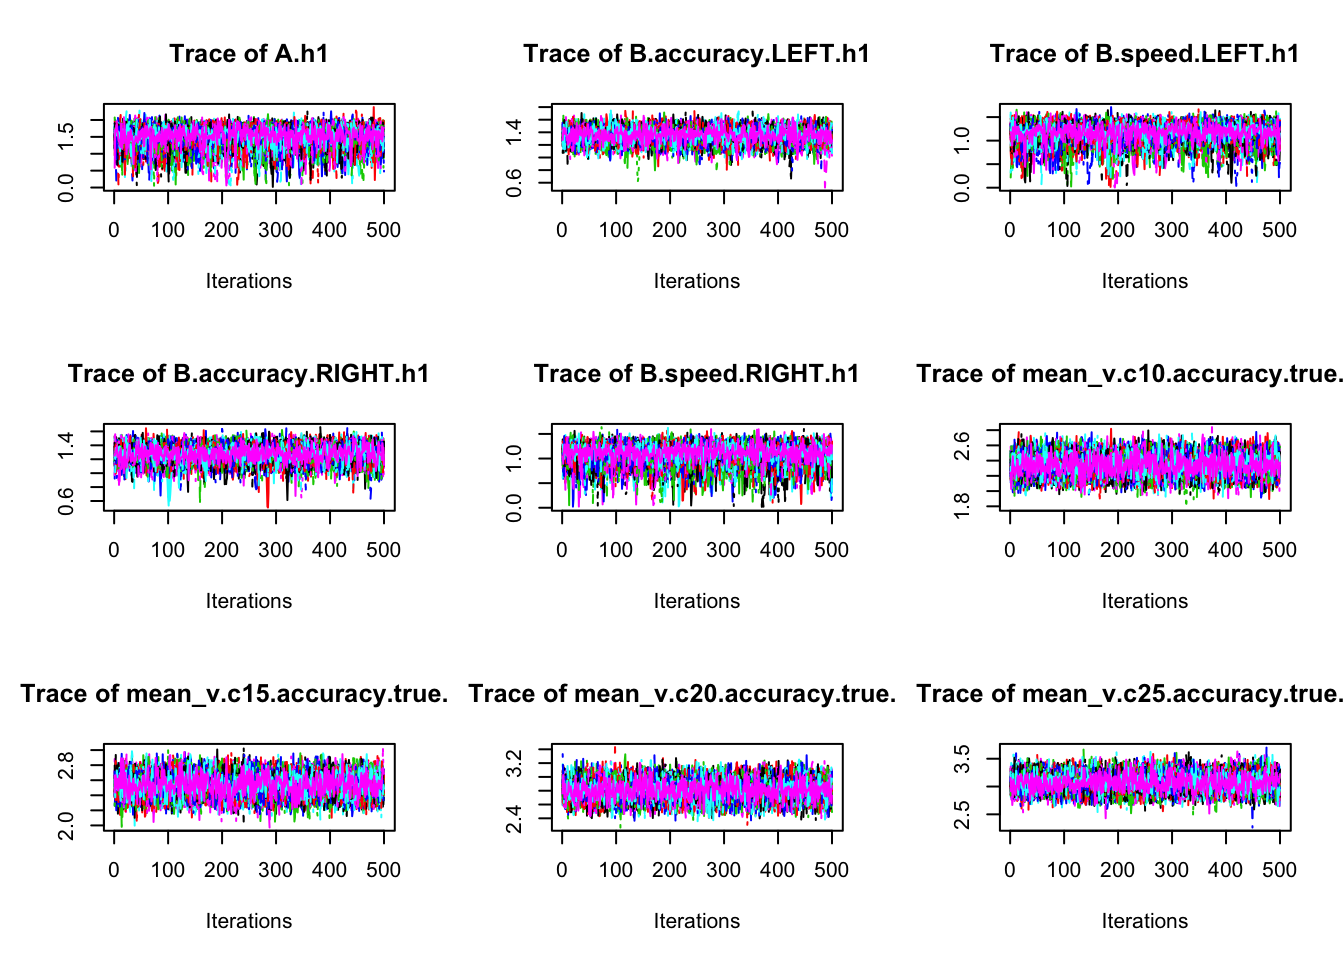 Trace of A.h1
1.5
0.0
0 100 200 300 400 500
Iterations
Trace of B.accuracy.LEFT.h1
1.4
0.6
0 100 200 300 400 500
Iterations
Trace of B.speed.LEFT.h1
1.0
0.0
0 100 200 300 400 500
Iterations
Trace of B.accuracy.RIGHT.h1
1.4
0.6
0 100 200 300 400 500
Iterations
Trace of B.speed.RIGHT.h1
1.0
0.0
0 100 200 300 400 500
Iterations
Trace of mean_v.c10.accuracy.true.
2.6
1.8
0 100 200 300 400 500
Iterations
Trace of mean_v.c15.accuracy.true.
2.8
2.0
0 100 200 300 400 500
Iterations
Trace of mean_v.c20.accuracy.true.
3.2
2.4
0 100 200 300 400 500
Iterations
Trace of mean_v.c25.accuracy.true.
3.5
2.5
0 100 200 300 400 500
Iterations